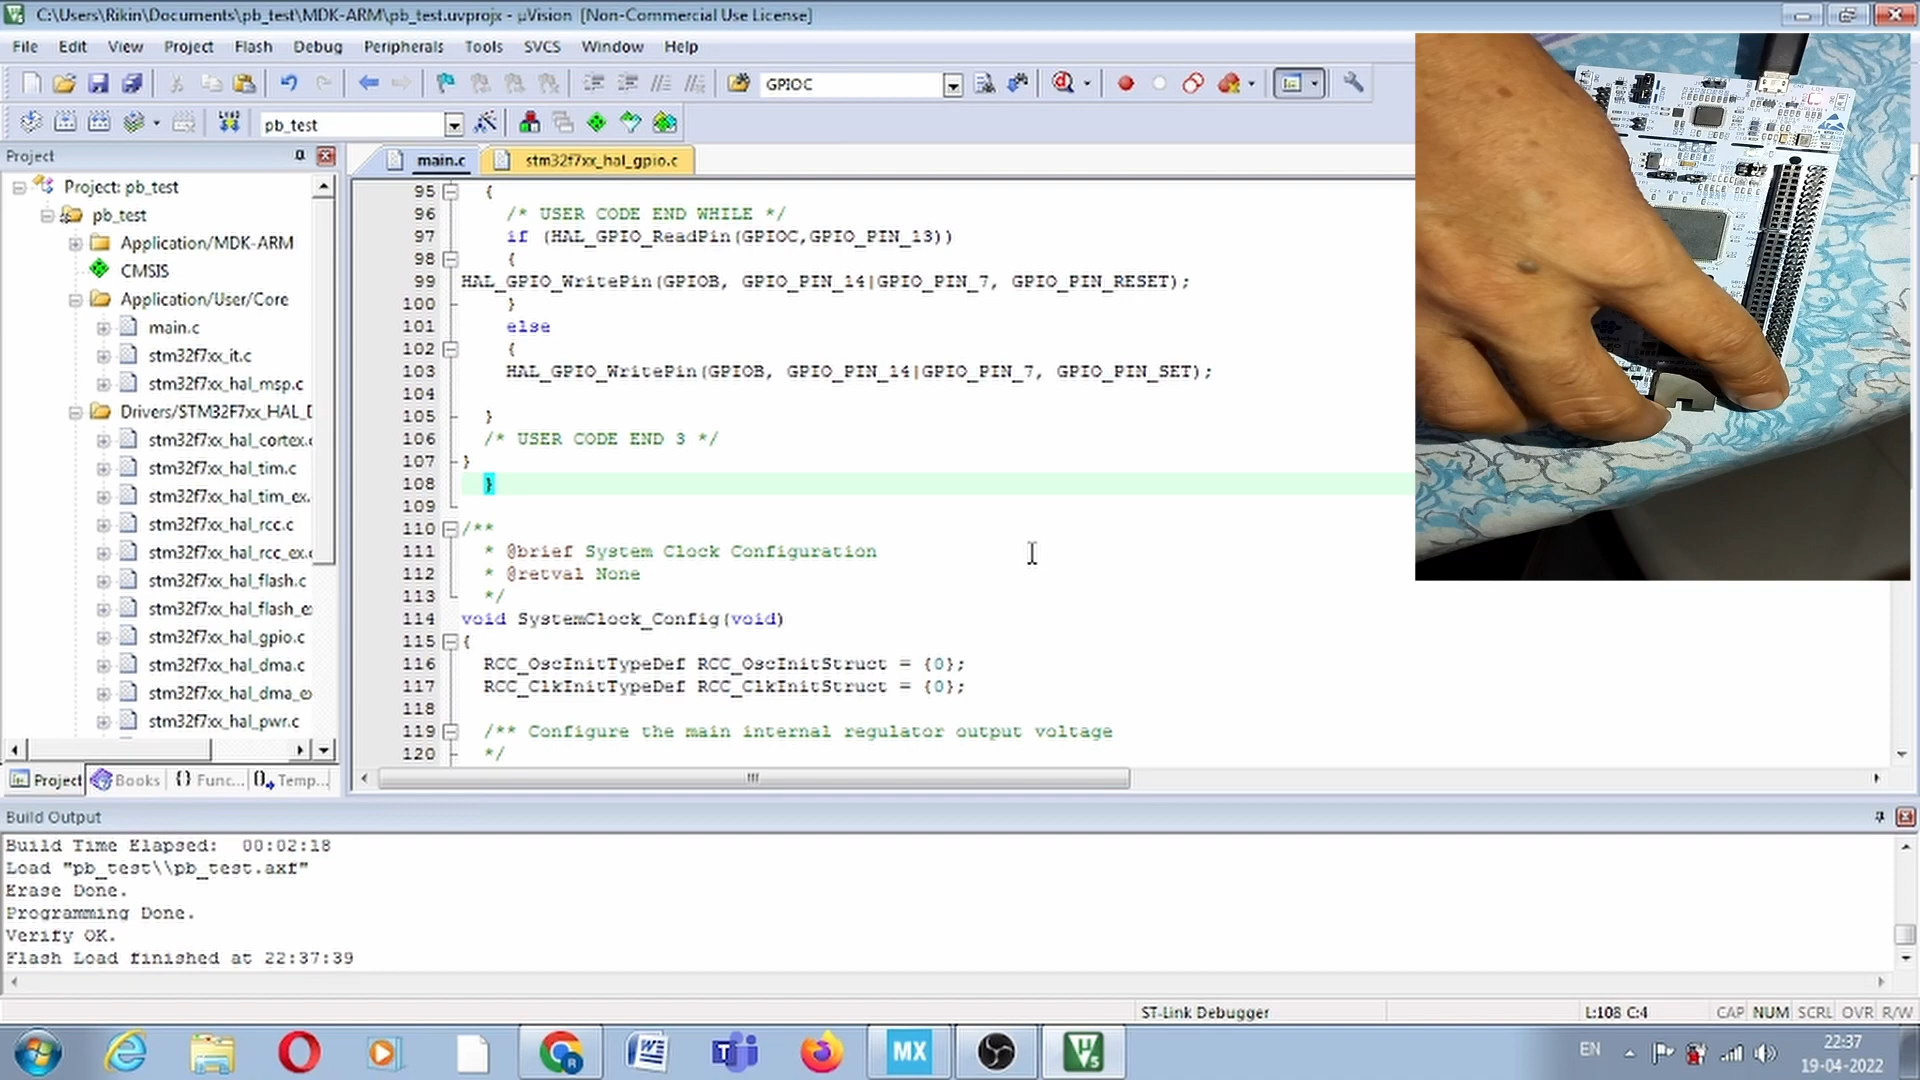 C:\Users\Rikin\Documents\pb_test\MDK-ARM\pb_test.uvprojx - µVision [Non-Commercial Use License]
File Edit View Project Flash Debug Peripherals Tools SVCS Window Help
GPIOC
pb_test
Project
main.c
stm32f7xx_hal_gpio.c
Project: pb_test
pb_test
Application/MDK-ARM
CMSIS
Application/User/Core
main.c
stm32f7xx_it.c
stm32f7xx_hal_msp.c
Drivers/STM32F7xx_HAL_D
stm32f7xx_hal_cortex.c
stm32f7xx_hal_tim.c
stm32f7xx_hal_tim_ex.
stm32f7xx_hal_rcc.c
stm32f7xx_hal_rcc_ex.c
stm32f7xx_hal_flash.c
stm32f7xx_hal_flash_e
stm32f7xx_hal_gpio.c
stm32f7xx_hal_dma.c
stm32f7xx_hal_dma_e
stm32f7xx_hal_pwr.c
Project Books {} Func... Temp...
95 {
96 /* USER CODE END WHILE */
97 if (HAL_GPIO_ReadPin(GPIOC,GPIO_PIN_13))
98 {
99 HAL_GPIO_WritePin(GPIOB, GPIO_PIN_14|GPIO_PIN_7, GPIO_PIN_RESET);
100 }
101 else
102 {
103 HAL_GPIO_WritePin(GPIOB, GPIO_PIN_14|GPIO_PIN_7, GPIO_PIN_SET);
104
105 }
106 /* USER CODE END 3 */
107 }
108 }
109
110 /**
111 * @brief System Clock Configuration
112 * @retval None
113 */
114 void SystemClock_Config(void)
115 {
116 RCC_OscInitTypeDef RCC_OscInitStruct = {0};
117 RCC_ClkInitTypeDef RCC_ClkInitStruct = {0};
118
119 /** Configure the main internal regulator output voltage
120 */
Build Output
Build Time Elapsed: 00:02:18
Load "pb_test\\pb_test.axf"
Erase Done.
Programming Done.
Verify OK.
Flash Load finished at 22:37:39
ST-Link Debugger
L:108 C:4
CAP NUM SCRL OVR R/W
MX
EN
22:37
19-04-2022